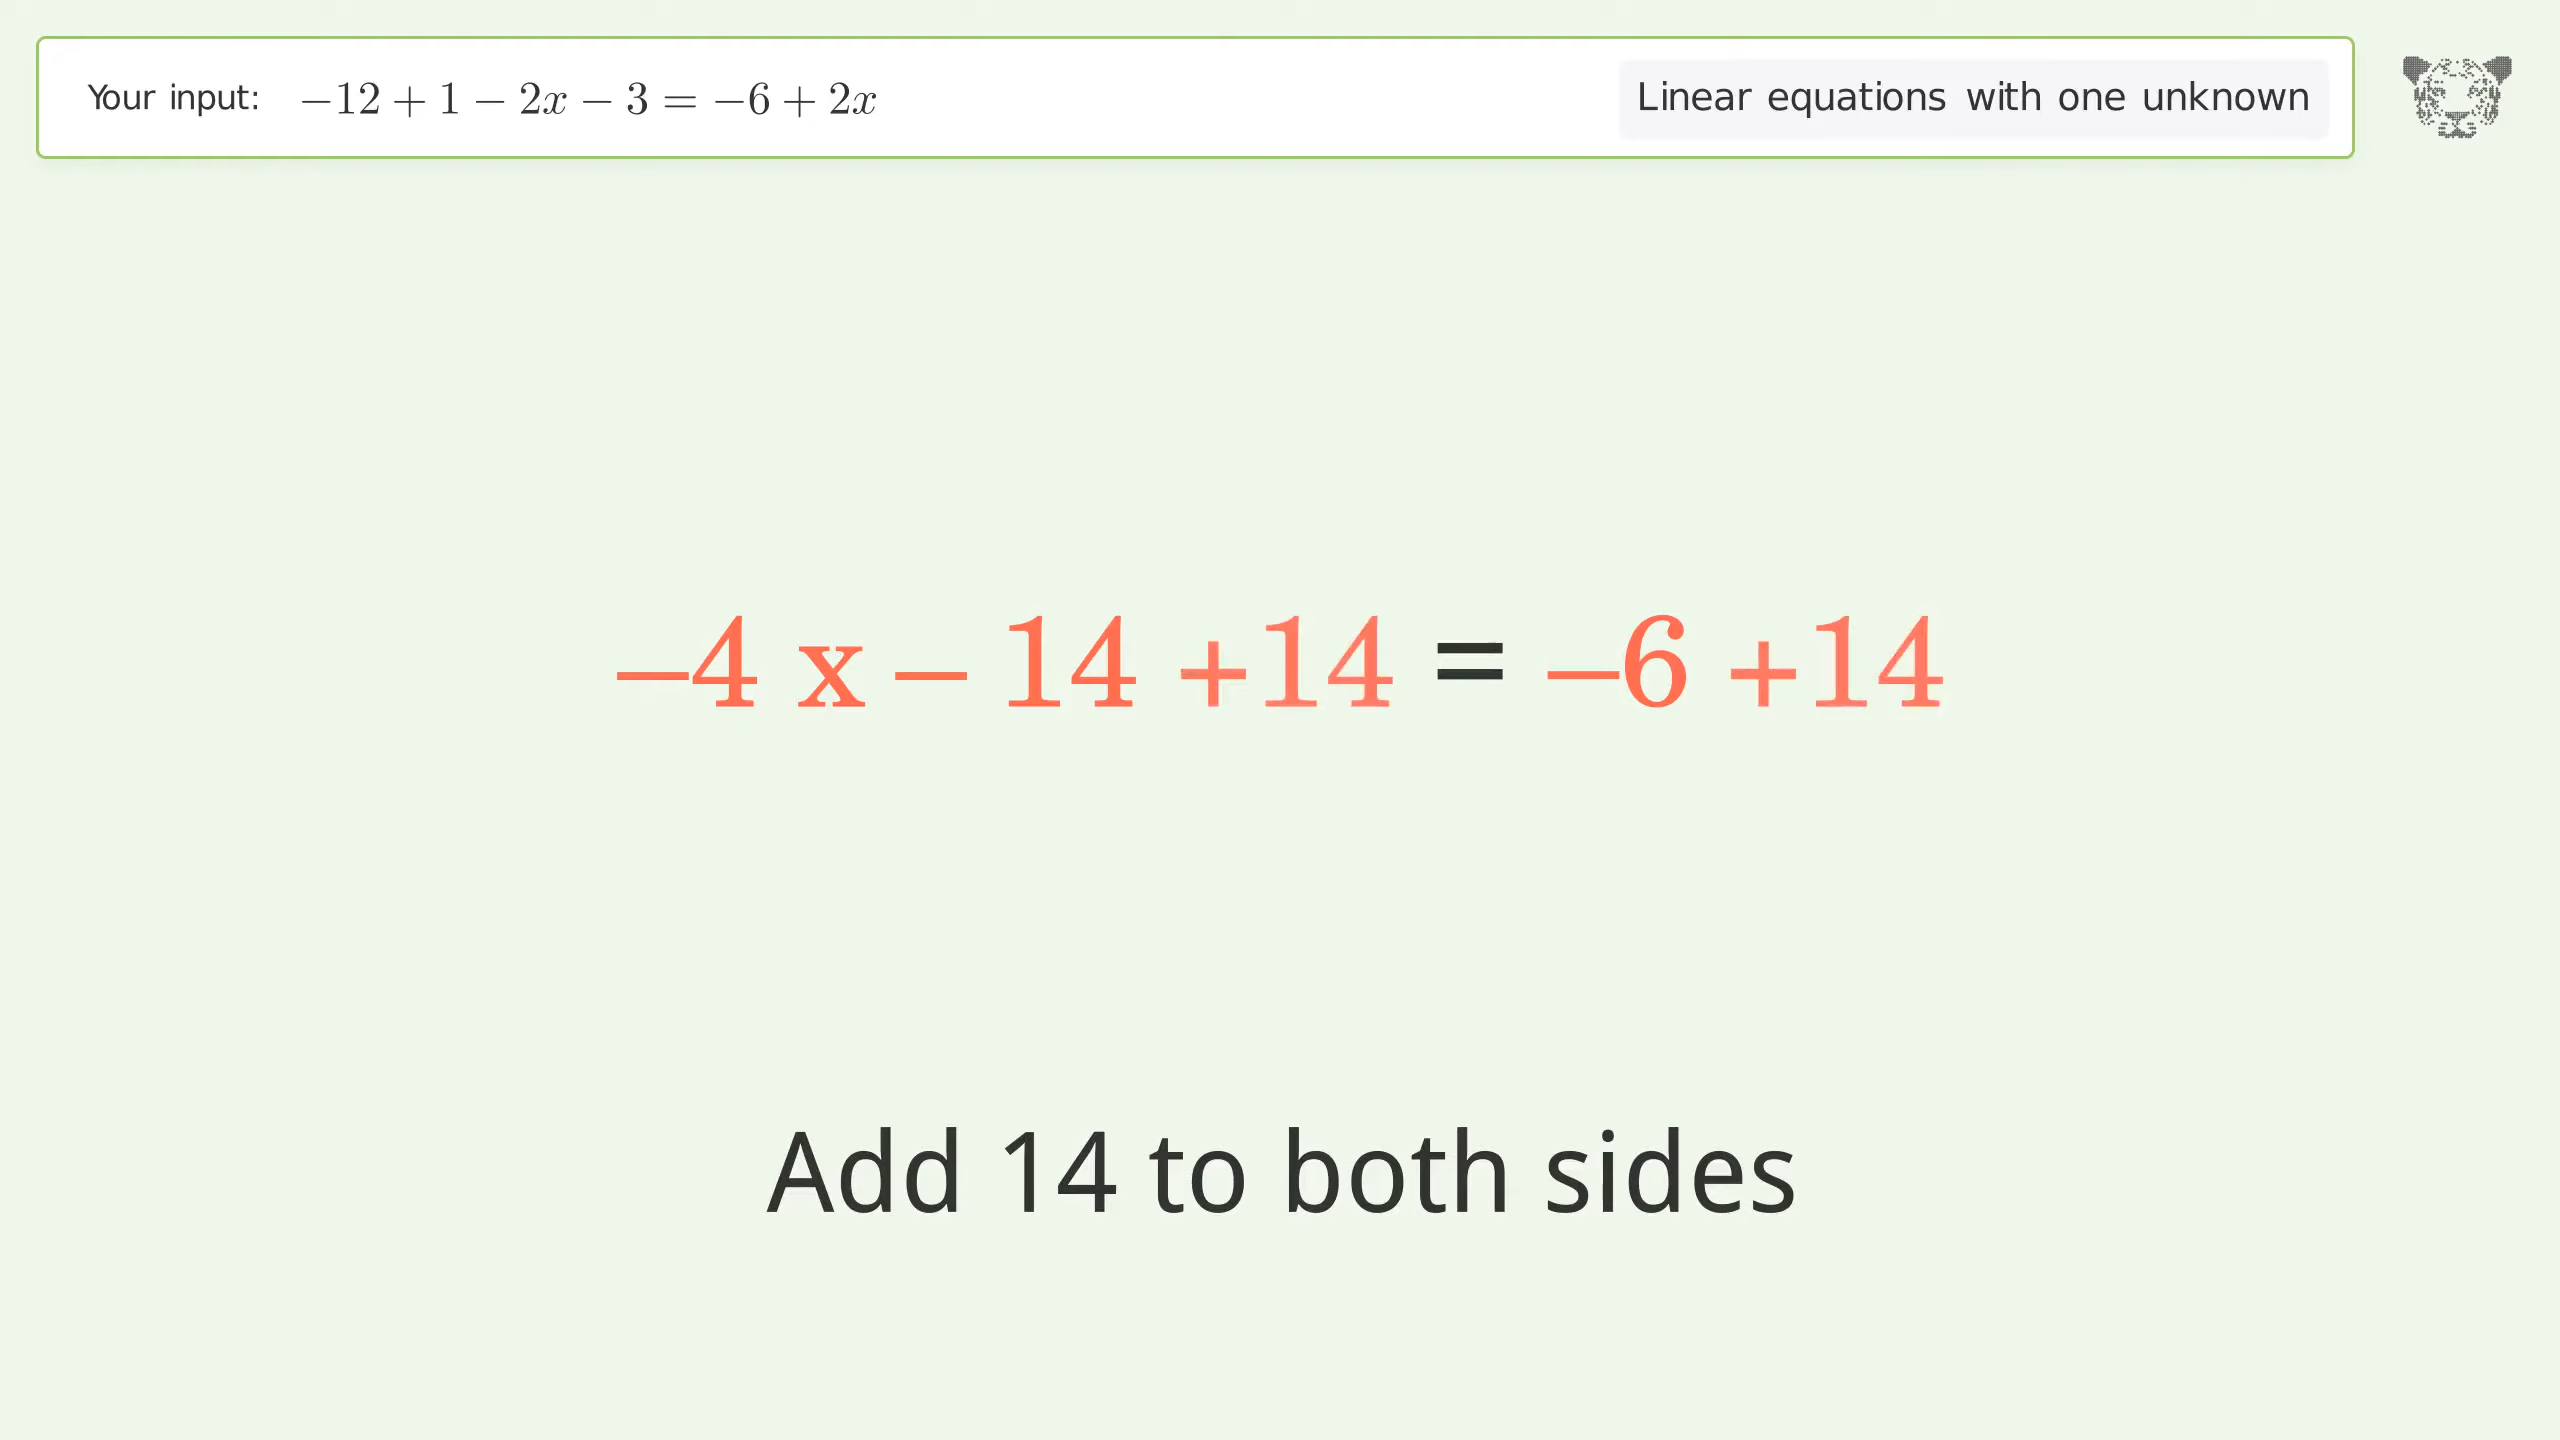 Your input: −12 + 1 − 2x − 3 = −6 + 2x
Linear equations with one unknown
−4 x − 14 +14 = −6 +14
Add 14 to both sides